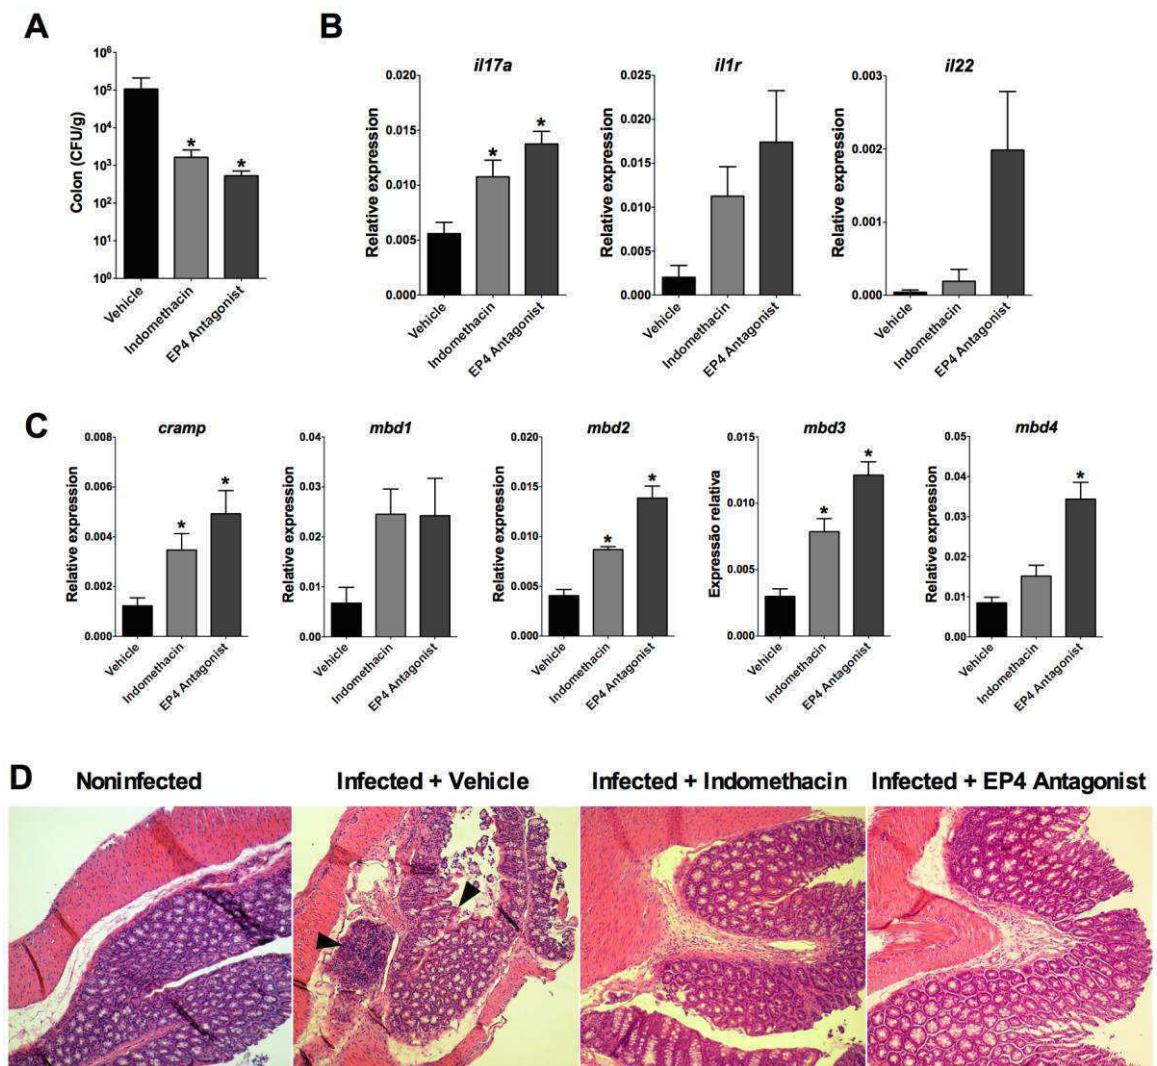 A
Colon (CFU/g)
10⁶
10⁵
10⁴
10³
10²
10¹
10⁰
*
*
Vehicle
Indomethacin
EP4 Antagonist
B
il17a
Relative expression
0.020
0.015
0.010
0.005
0.000
*
*
Vehicle
Indomethacin
EP4 Antagonist
il1r
Relative expression
0.025
0.020
0.015
0.010
0.005
0.000
Vehicle
Indomethacin
EP4 Antagonist
il22
Relative expression
0.003
0.002
0.001
0.000
Vehicle
Indomethacin
EP4 Antagonist
C
cramp
Relative expression
0.008
0.006
0.004
0.002
0.000
*
*
Vehicle
Indomethacin
EP4 Antagonist
mbd1
Relative expression
0.04
0.03
0.02
0.01
0.00
Vehicle
Indomethacin
EP4 Antagonist
mbd2
Relative expression
0.020
0.015
0.010
0.005
0.000
*
*
Vehicle
Indomethacin
EP4 Antagonist
mbd3
Expressão relativa
0.015
0.010
0.005
0.000
*
*
Vehicle
Indomethacin
EP4 Antagonist
mbd4
Relative expression
0.05
0.04
0.03
0.02
0.01
0.00
*
Vehicle
Indomethacin
EP4 Antagonist
D
Noninfected
Infected + Vehicle
Infected + Indomethacin
Infected + EP4 Antagonist